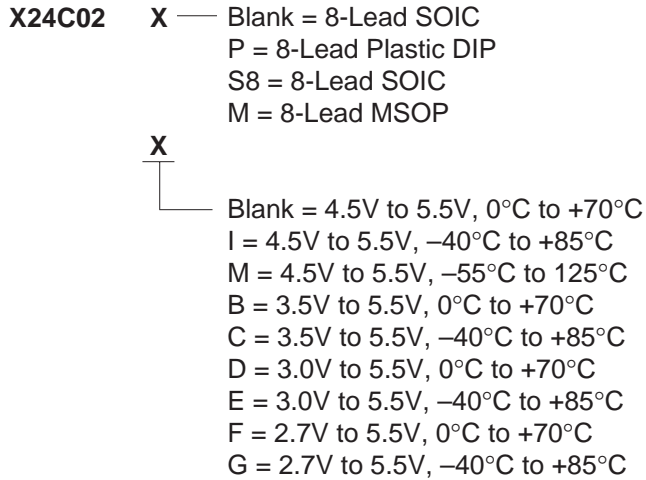 X24C02 X Blank = 8-Lead SOIC
P = 8-Lead Plastic DIP
S8 = 8-Lead SOIC
M = 8-Lead MSOP
X
Blank = 4.5V to 5.5V, 0°C to +70°C
I = 4.5V to 5.5V, –40°C to +85°C
M = 4.5V to 5.5V, –55°C to 125°C
B = 3.5V to 5.5V, 0°C to +70°C
C = 3.5V to 5.5V, –40°C to +85°C
D = 3.0V to 5.5V, 0°C to +70°C
E = 3.0V to 5.5V, –40°C to +85°C
F = 2.7V to 5.5V, 0°C to +70°C
G = 2.7V to 5.5V, –40°C to +85°C